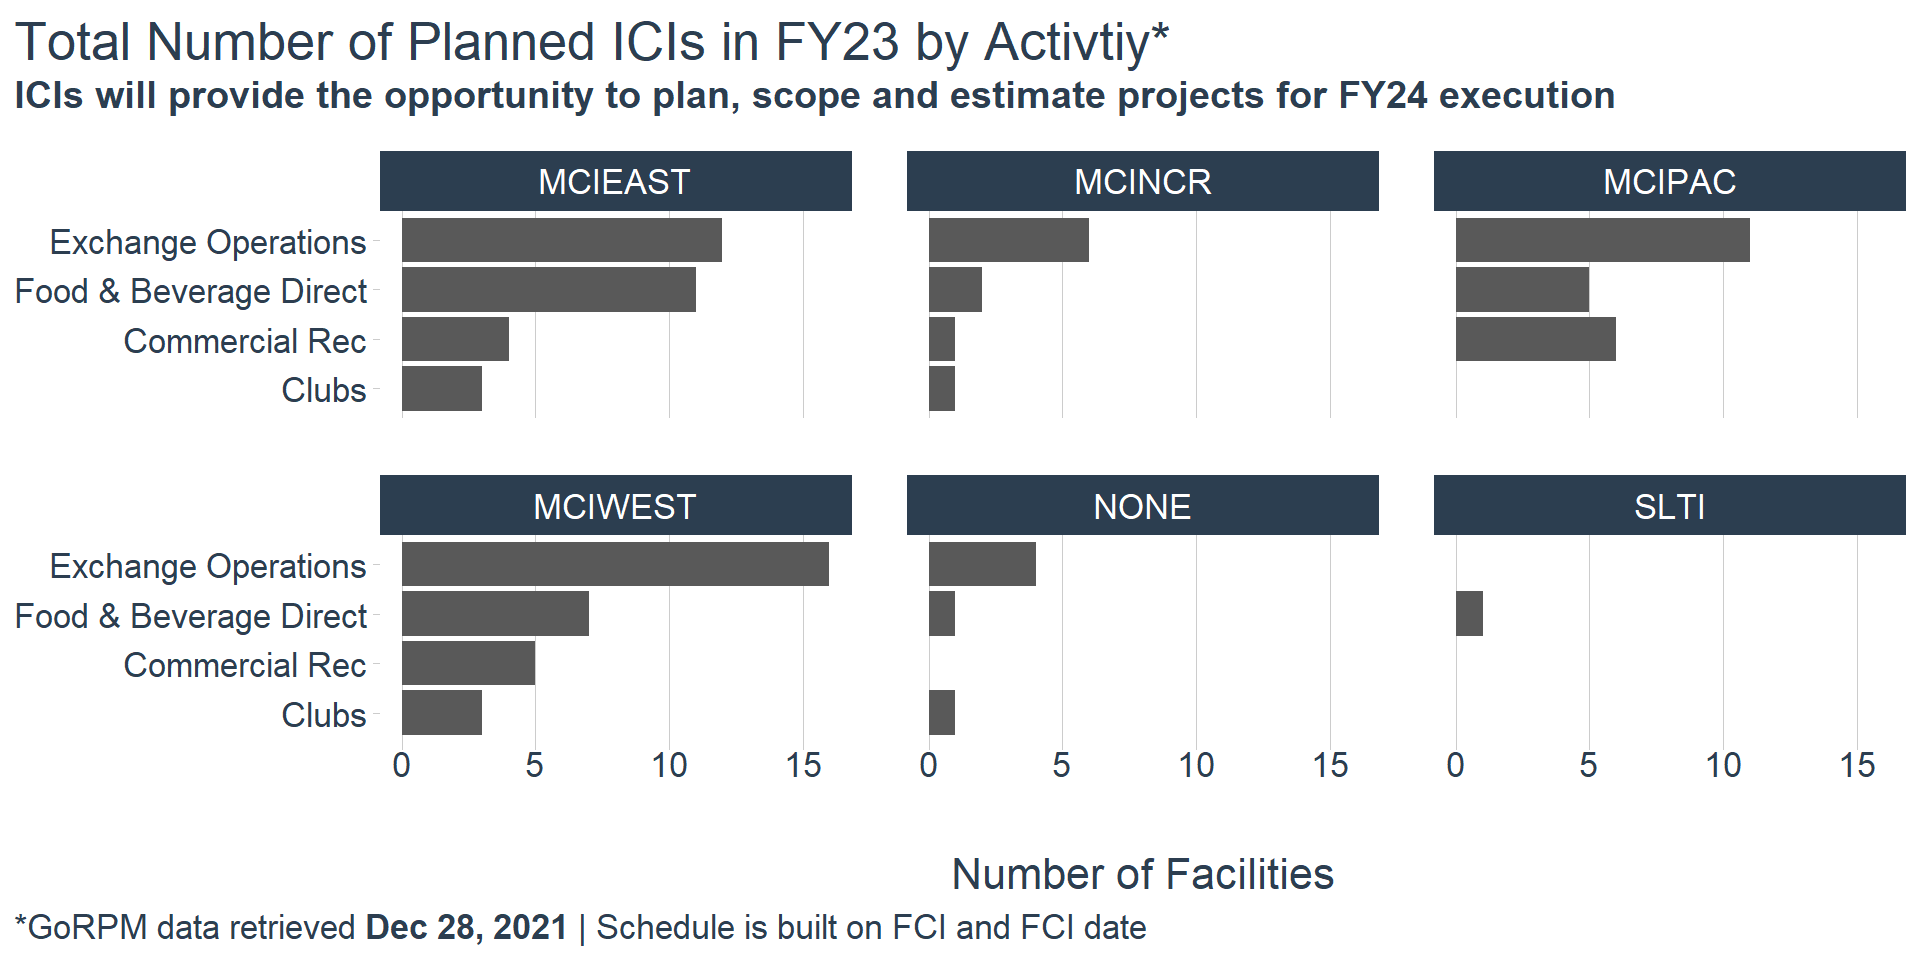 Total Number of Planned ICIs in FY23 by Activtiy*
ICIs will provide the opportunity to plan, scope and estimate projects for FY24 execution
MCIEAST
MCINCR
MCIPAC
Exchange Operations
Food & Beverage Direct
Commercial Rec
Clubs
MCIWEST
NONE
SLTI
Exchange Operations
Food & Beverage Direct
Commercial Rec
Clubs
0 5 10 15
0 5 10 15
0 5 10 15
Number of Facilities
*GoRPM data retrieved Dec 28, 2021 | Schedule is built on FCI and FCI date